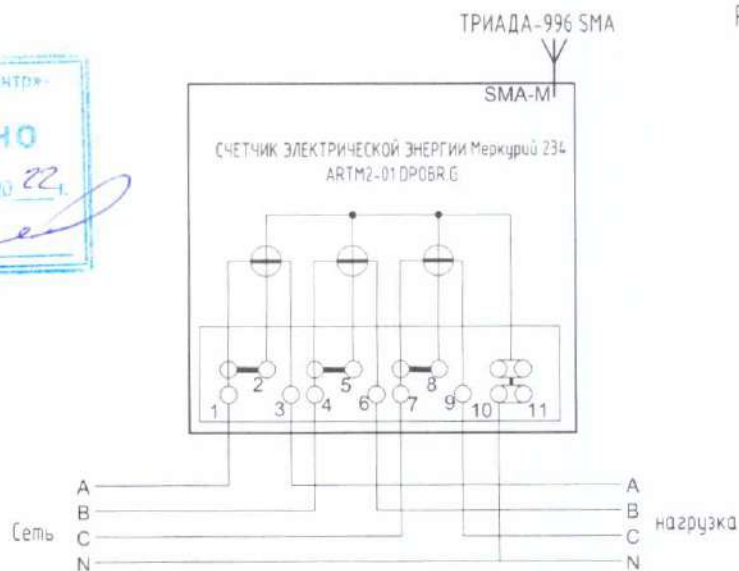 ТРИАДА-996 SMA
SMA-M
СЧЕТЧИК ЭЛЕКТРИЧЕСКОЙ ЭНЕРГИИ Меркурий 234
ARTM2-01 DPOBR.G
2 5 8
1 3 4 6 7 9 10 11
A A
B B
Сеть C C нагрузка
N N
22 г.